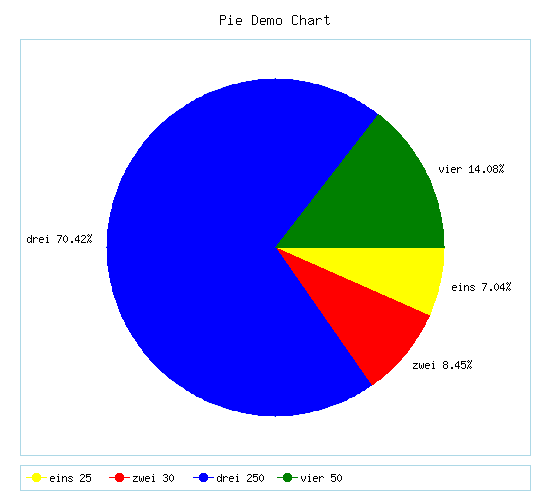 Pie Demo Chart
vier 14.08%
drei 70.42%
eins 7.04%
zwei 8.45%
eins 25 zwei 30 drei 250 vier 50